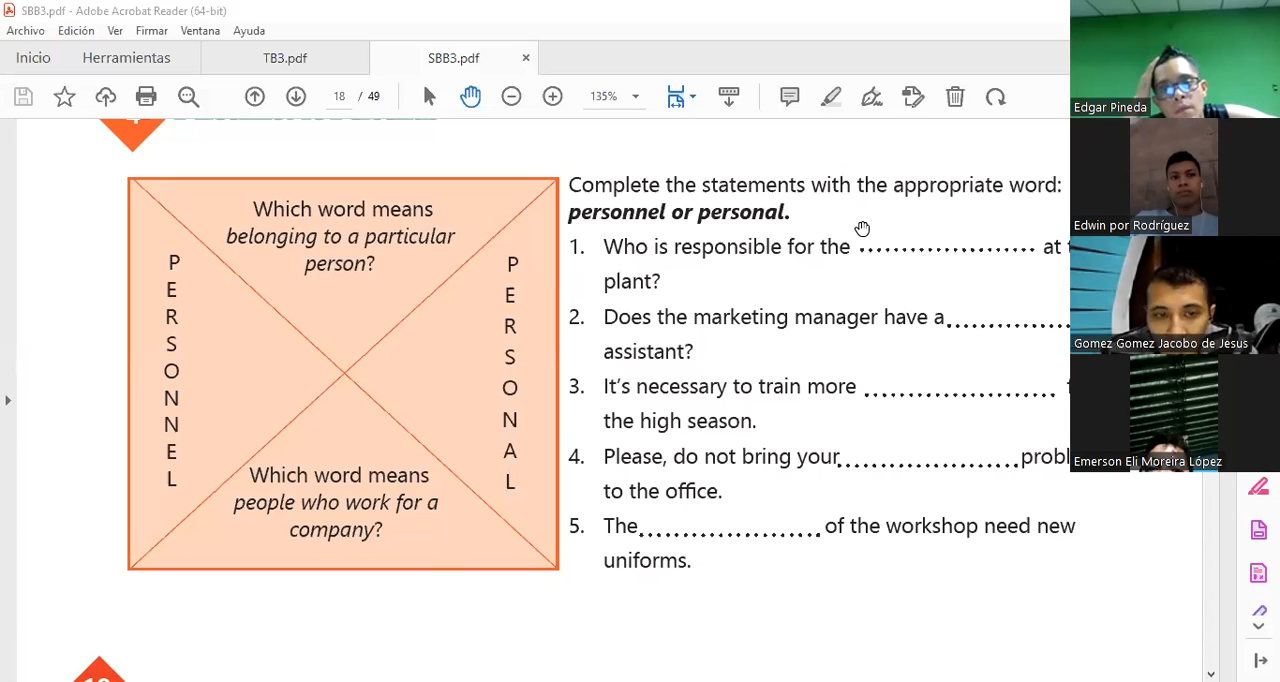 SBB3.pdf - Adobe Acrobat Reader (64-bit)
Archivo Edición Ver Firmar Ventana Ayuda
Inicio Herramientas TB3.pdf SBB3.pdf ×
18 / 49 135%
Which word means
belonging to a particular
person?
PERSONNEL
PERSONAL
Which word means
people who work for a
company?
Complete the statements with the appropriate word:
personnel or personal.
1. Who is responsible for the ........................ at
plant?
2. Does the marketing manager have a................
assistant?
3. It's necessary to train more ........................
the high season.
4. Please, do not bring your........................
to the office.
5. The........................ of the workshop need new
uniforms.
Edgar Pineda
Edwin por Rodríguez
Gomez Gomez Jacobo de Jesus
Emerson Eli Moreira López